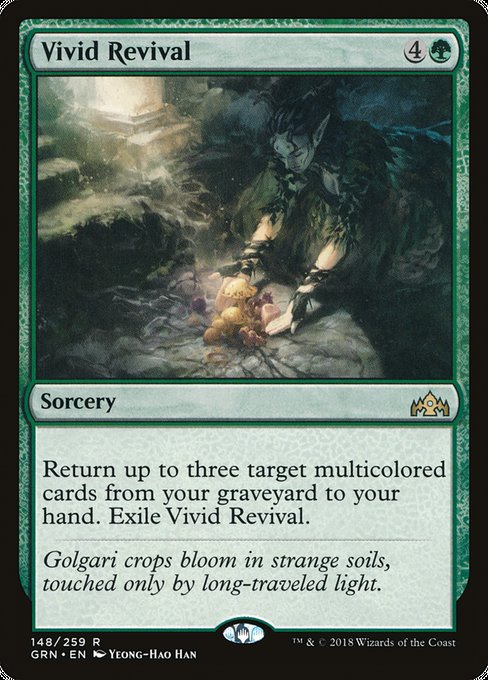 Vivid Revival 4
Sorcery
Return up to three target multicolored
cards from your graveyard to your
hand. Exile Vivid Revival.
Golgari crops bloom in strange soils,
touched only by long-traveled light.
148/259 R
GRN • EN Yeong-Hao Han
™ & © 2018 Wizards of the Coast